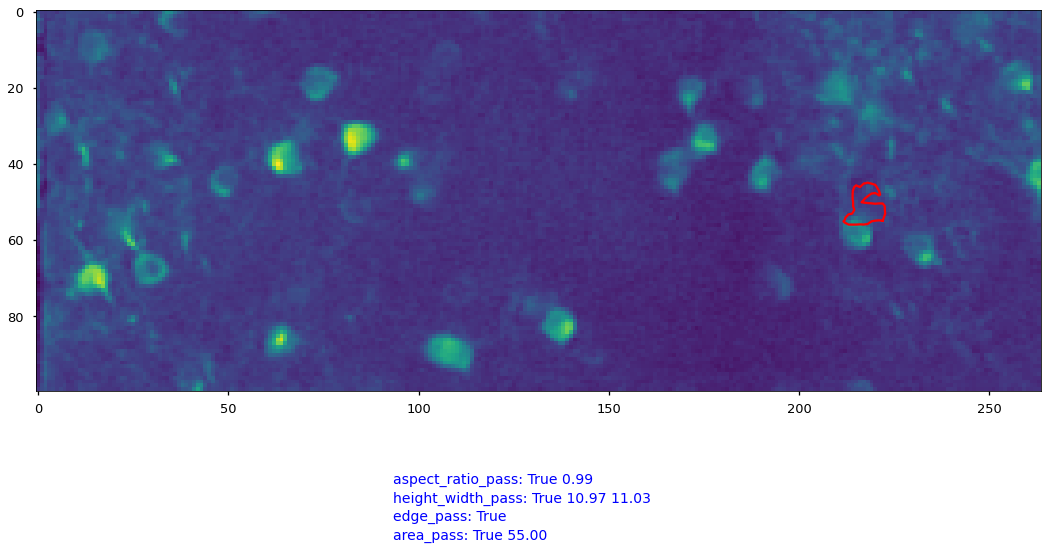 0
20
40
60
80
0 50 100 150 200 250
aspect_ratio_pass: True 0.99
height_width_pass: True 10.97 11.03
edge_pass: True
area_pass: True 55.00